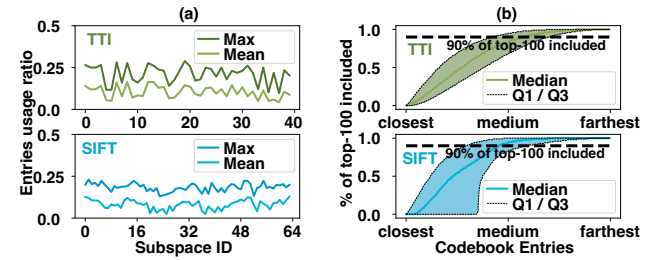 (a)
Entries usage ratio
0.5
0.3
0.0
TTI
Max
Mean
0 10 20 30 40
0.5
0.25
0.00
SIFT
Max
Mean
0 16 32 48 64
Subspace ID
(b)
% of top-100 included
1.0
0.5
0.0
TTI
90% of top-100 included
Median
Q1 / Q3
closest medium farthest
1.0
0.5
0.0
SIFT
90% of top-100 included
Median
Q1 / Q3
closest medium farthest
Codebook Entries